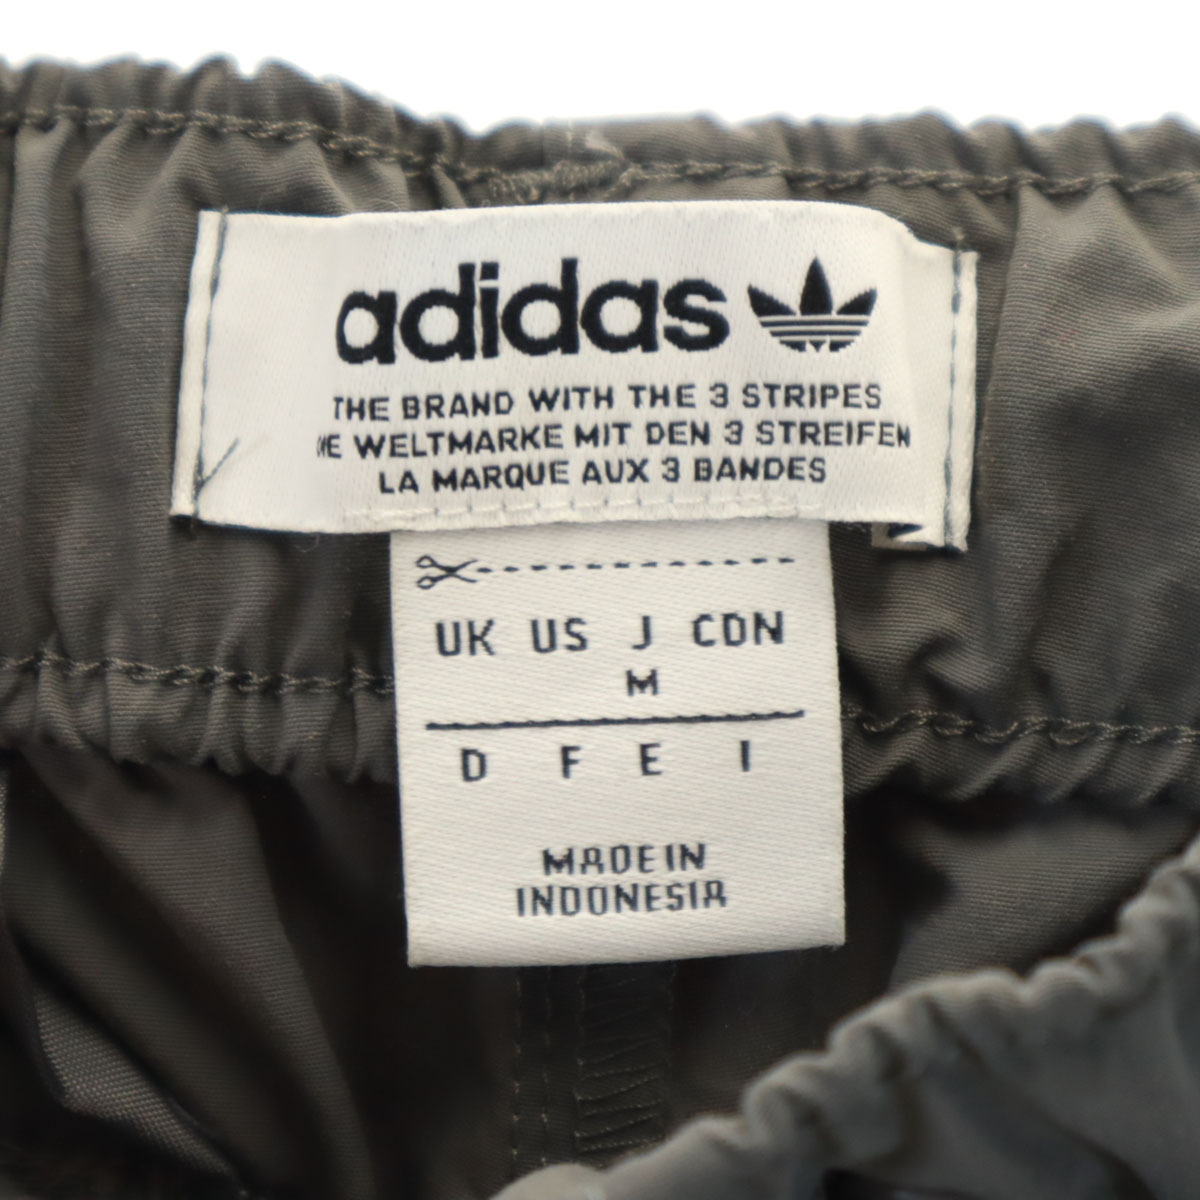 adidas
THE BRAND WITH THE 3 STRIPES
DIE WELTMARKE MIT DEN 3 STREIFEN
LA MARQUE AUX 3 BANDES
UK US J CDN
M
D F E I
MADE IN
INDONESIA